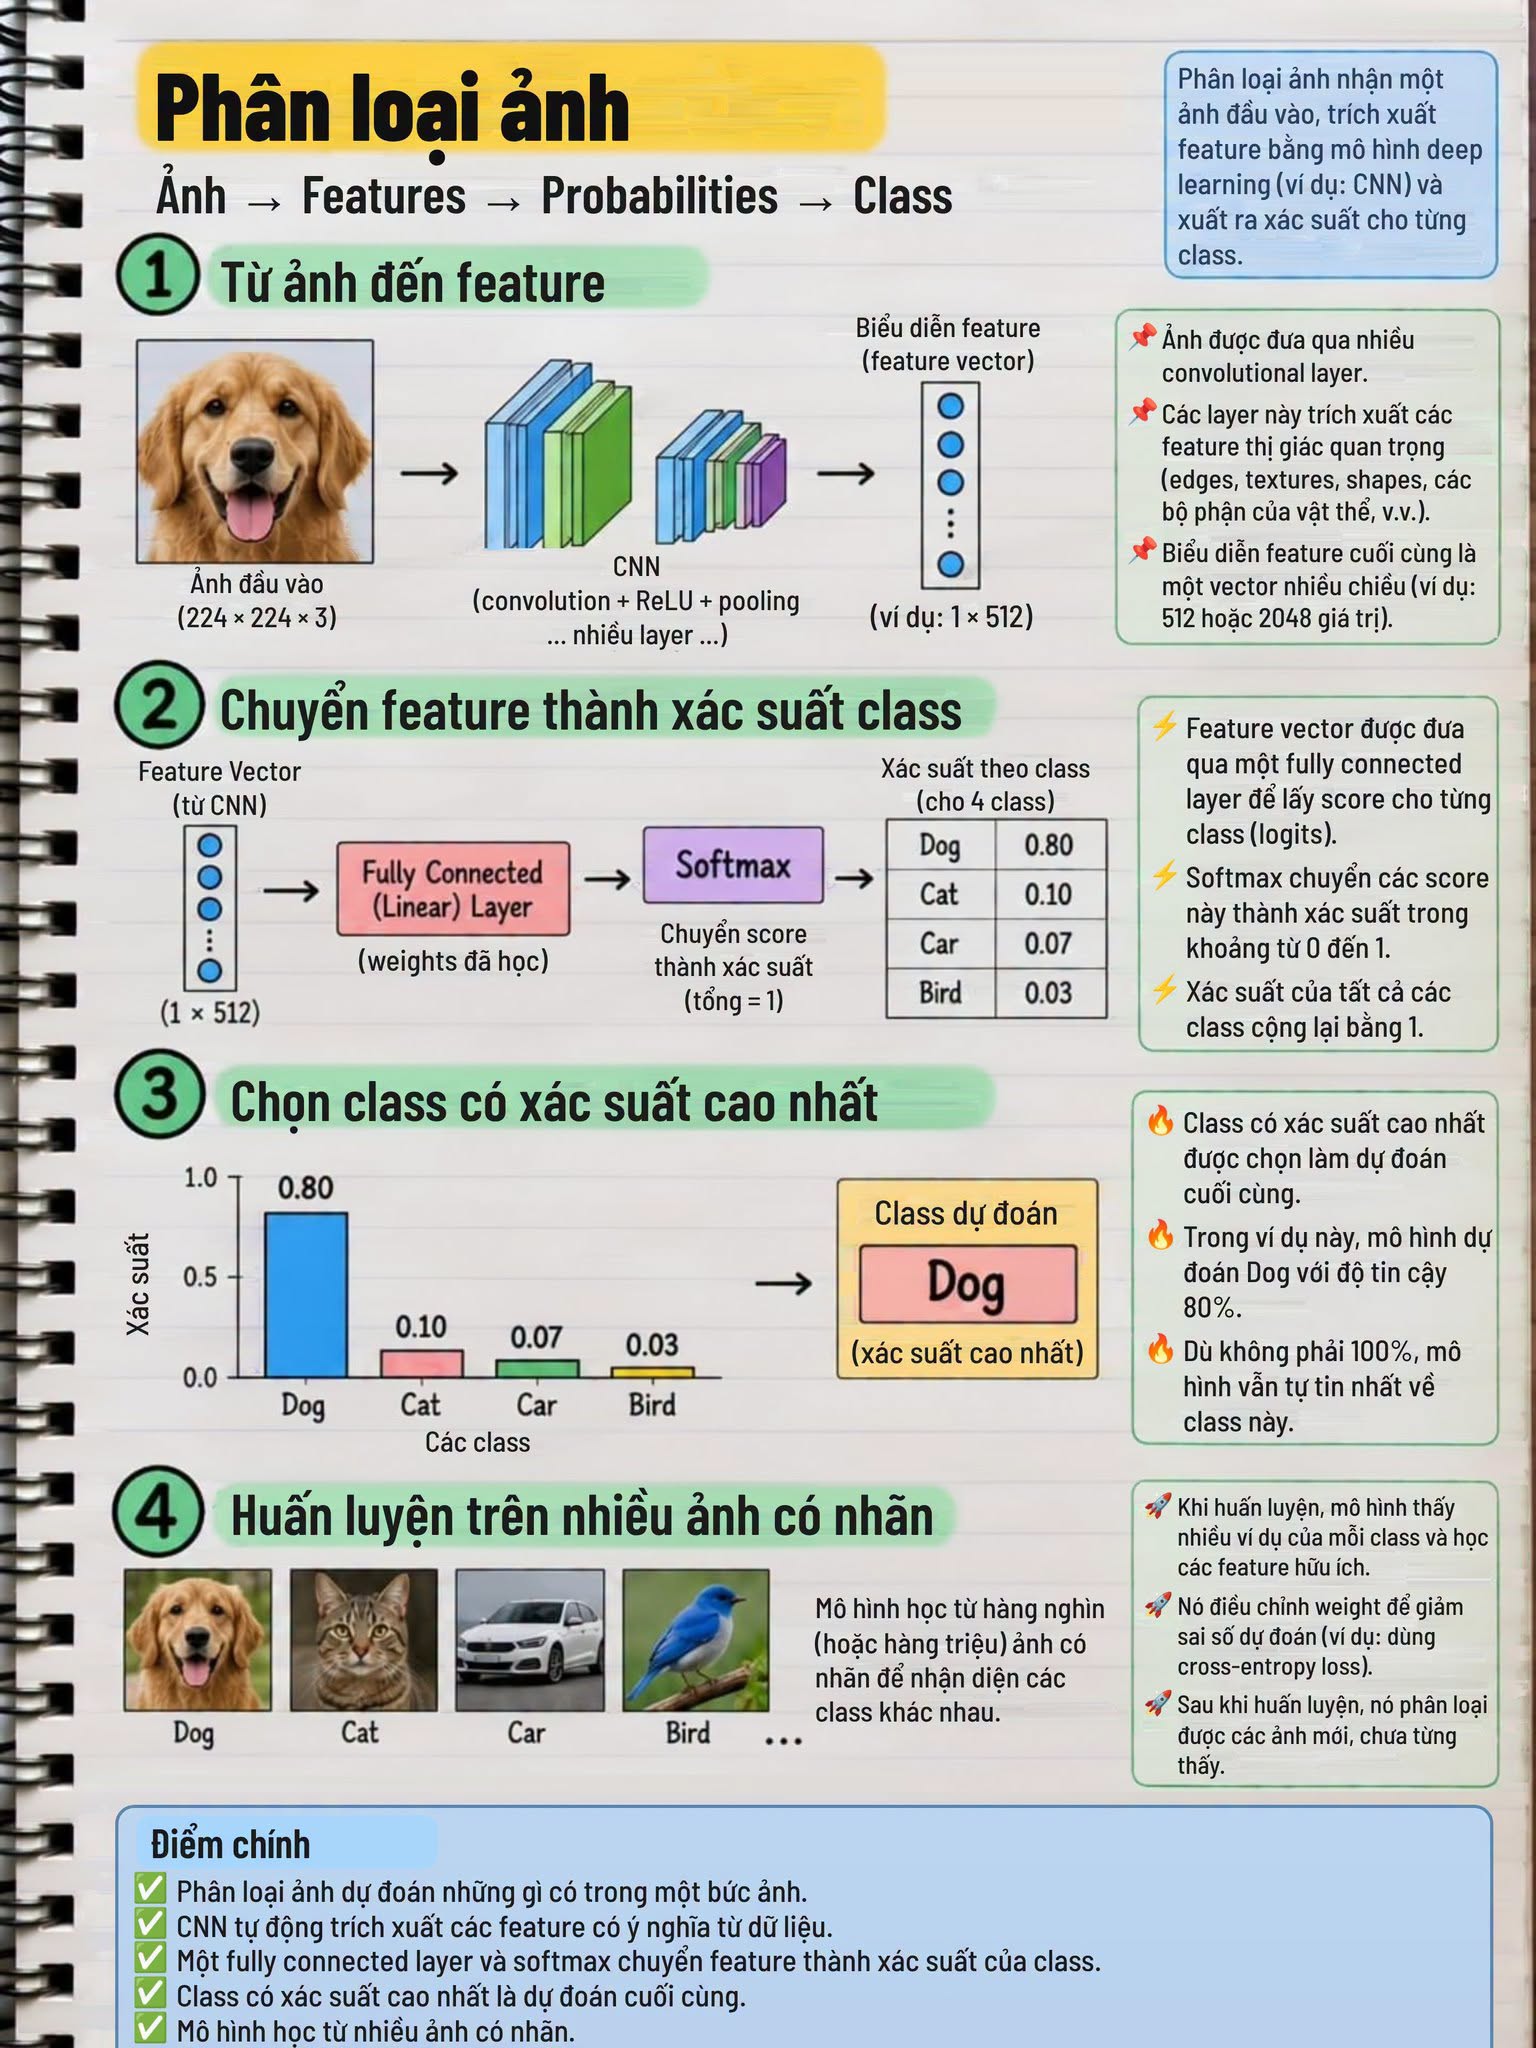 Phân loại ảnh
Ảnh → Features → Probabilities → Class
Phân loại ảnh nhận một
ảnh đầu vào, trích xuất
feature bằng mô hình deep
learning (ví dụ: CNN) và
xuất ra xác suất cho từng
class.
1 Từ ảnh đến feature
Ảnh đầu vào
(224 × 224 × 3)
CNN
(convolution + ReLU + pooling
... nhiều layer ...)
Biểu diễn feature
(feature vector)
(ví dụ: 1 × 512)
📌 Ảnh được đưa qua nhiều
convolutional layer.
📌 Các layer này trích xuất các
feature thị giác quan trọng
(edges, textures, shapes, các
bộ phận của vật thể, v.v.).
📌 Biểu diễn feature cuối cùng là
một vector nhiều chiều (ví dụ:
512 hoặc 2048 giá trị).
2 Chuyển feature thành xác suất class
Feature Vector
(từ CNN)
(1 × 512)
Fully Connected
(Linear) Layer
(weights đã học)
Softmax
Chuyển score
thành xác suất
(tổng = 1)
Xác suất theo class
(cho 4 class)
Dog 0.80
Cat 0.10
Car 0.07
Bird 0.03
⚡ Feature vector được đưa
qua một fully connected
layer để lấy score cho từng
class (logits).
⚡ Softmax chuyển các score
này thành xác suất trong
khoảng từ 0 đến 1.
⚡ Xác suất của tất cả các
class cộng lại bằng 1.
3 Chọn class có xác suất cao nhất
Xác suất
1.0
0.5
0.0
0.80
0.10
0.07
0.03
Dog Cat Car Bird
Các class
Class dự đoán
Dog
(xác suất cao nhất)
🔥 Class có xác suất cao nhất
được chọn làm dự đoán
cuối cùng.
🔥 Trong ví dụ này, mô hình dự
đoán Dog với độ tin cậy
80%.
🔥 Dù không phải 100%, mô
hình vẫn tự tin nhất về
class này.
4 Huấn luyện trên nhiều ảnh có nhãn
Dog Cat Car Bird ...
Mô hình học từ hàng nghìn
(hoặc hàng triệu) ảnh có
nhãn để nhận diện các
class khác nhau.
🚀 Khi huấn luyện, mô hình thấy
nhiều ví dụ của mỗi class và học
các feature hữu ích.
🚀 Nó điều chỉnh weight để giảm
sai số dự đoán (ví dụ: dùng
cross-entropy loss).
🚀 Sau khi huấn luyện, nó phân loại
được các ảnh mới, chưa từng
thấy.
Điểm chính
✅ Phân loại ảnh dự đoán những gì có trong một bức ảnh.
✅ CNN tự động trích xuất các feature có ý nghĩa từ dữ liệu.
✅ Một fully connected layer và softmax chuyển feature thành xác suất của class.
✅ Class có xác suất cao nhất là dự đoán cuối cùng.
✅ Mô hình học từ nhiều ảnh có nhãn.